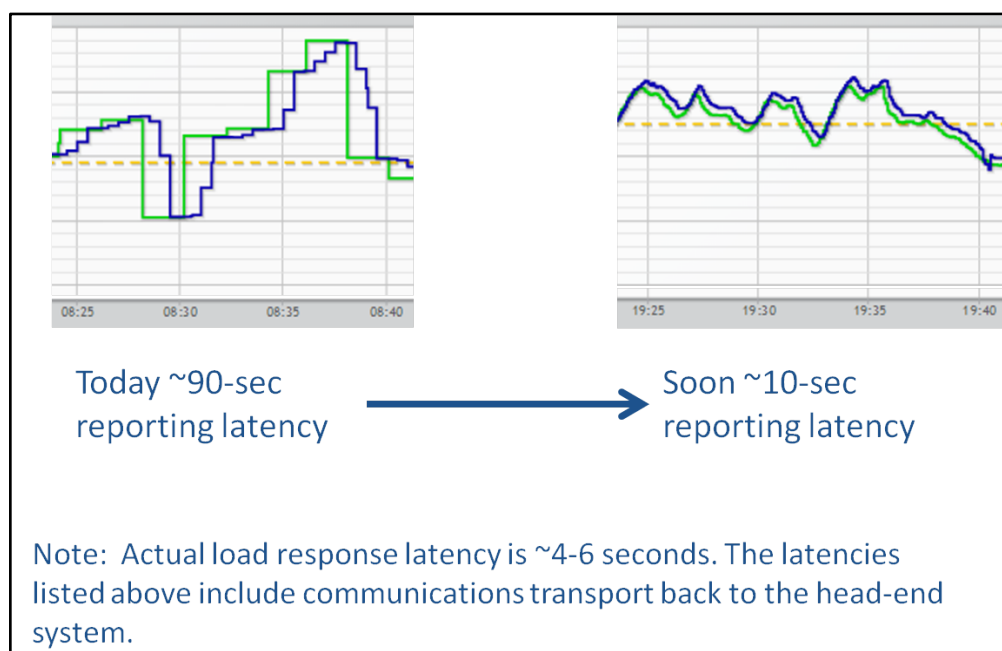 08:25 08:30 08:35 08:40
19:25 19:30 19:35 19:40
Today ~90-sec
reporting latency
Soon ~10-sec
reporting latency
Note:  Actual load response latency is ~4-6 seconds. The latencies
listed above include communications transport back to the head-end
system.